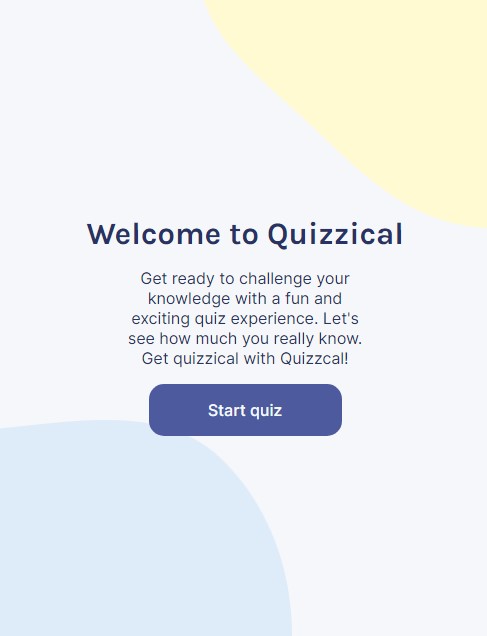 Welcome to Quizzical
Get ready to challenge your
knowledge with a fun and
exciting quiz experience. Let's
see how much you really know.
Get quizzical with Quizzcal!
Start quiz